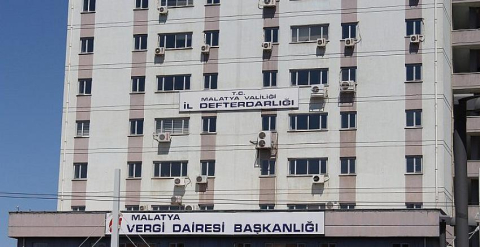 T.C.
MALATYA VALİLİĞİ
İL DEFTERDARLIĞI
MALATYA
VERGİ DAİRESİ BAŞKANLIĞI